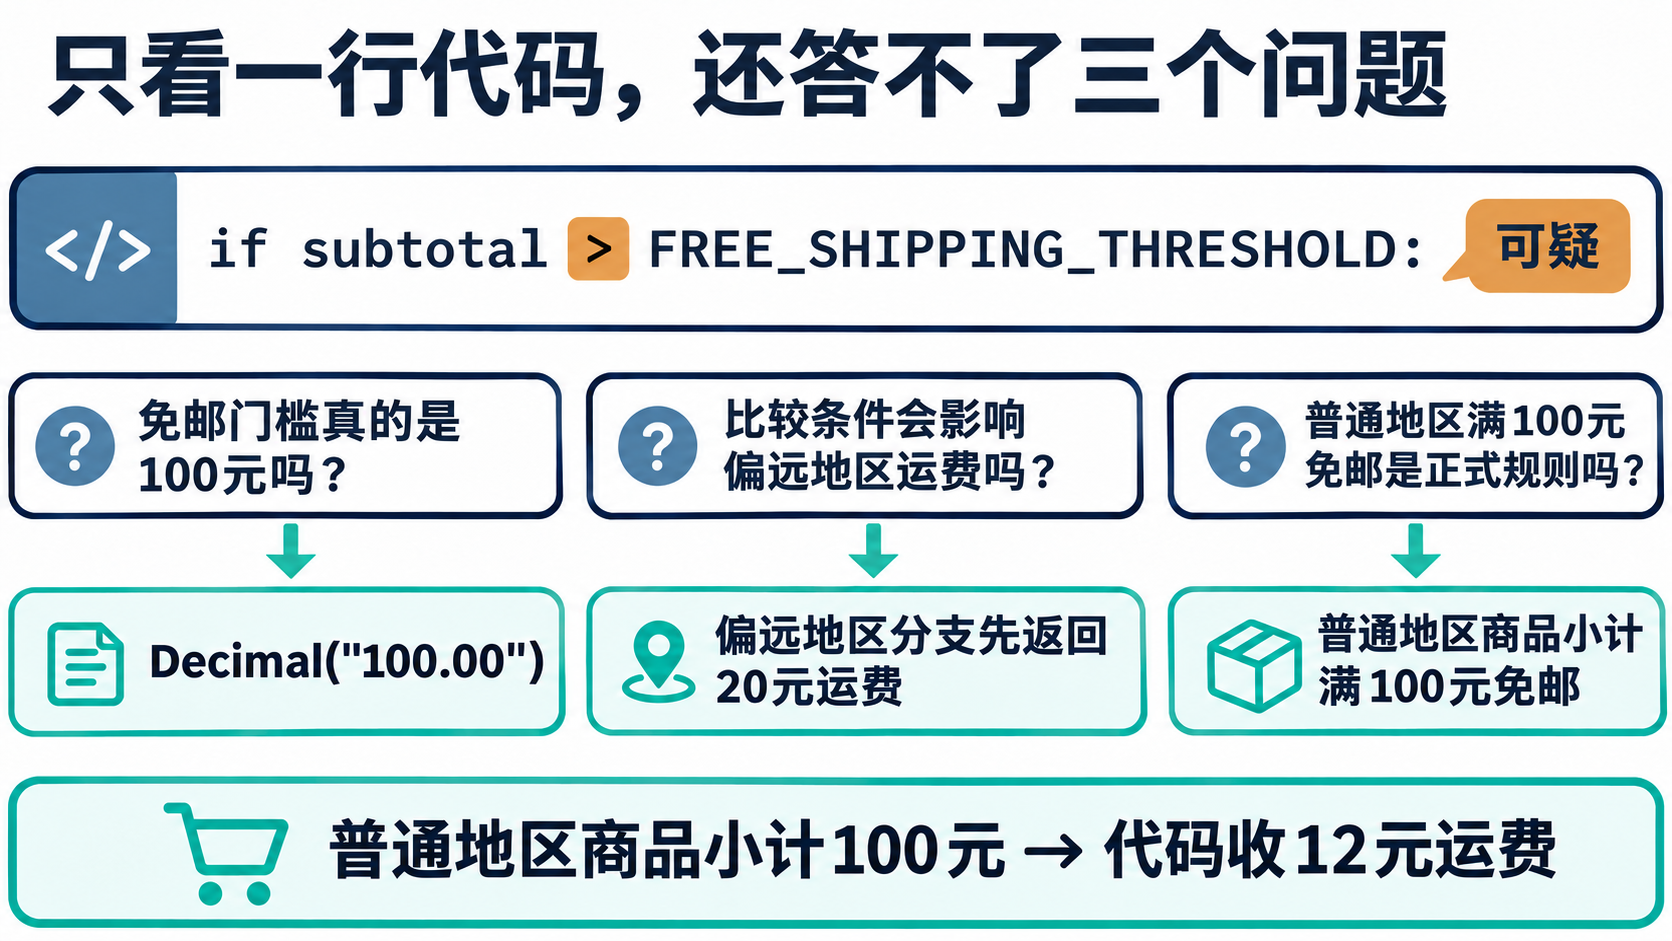 只看一行代码，还答不了三个问题
</> if subtotal > FREE_SHIPPING_THRESHOLD: 可疑
? 免邮门槛真的是
100元吗？
? 比较条件会影响
偏远地区运费吗？
? 普通地区满100元
免邮是正式规则吗？
Decimal("100.00")
偏远地区分支先返回
20元运费
普通地区商品小计
满100元免邮
普通地区商品小计100元 → 代码收12元运费